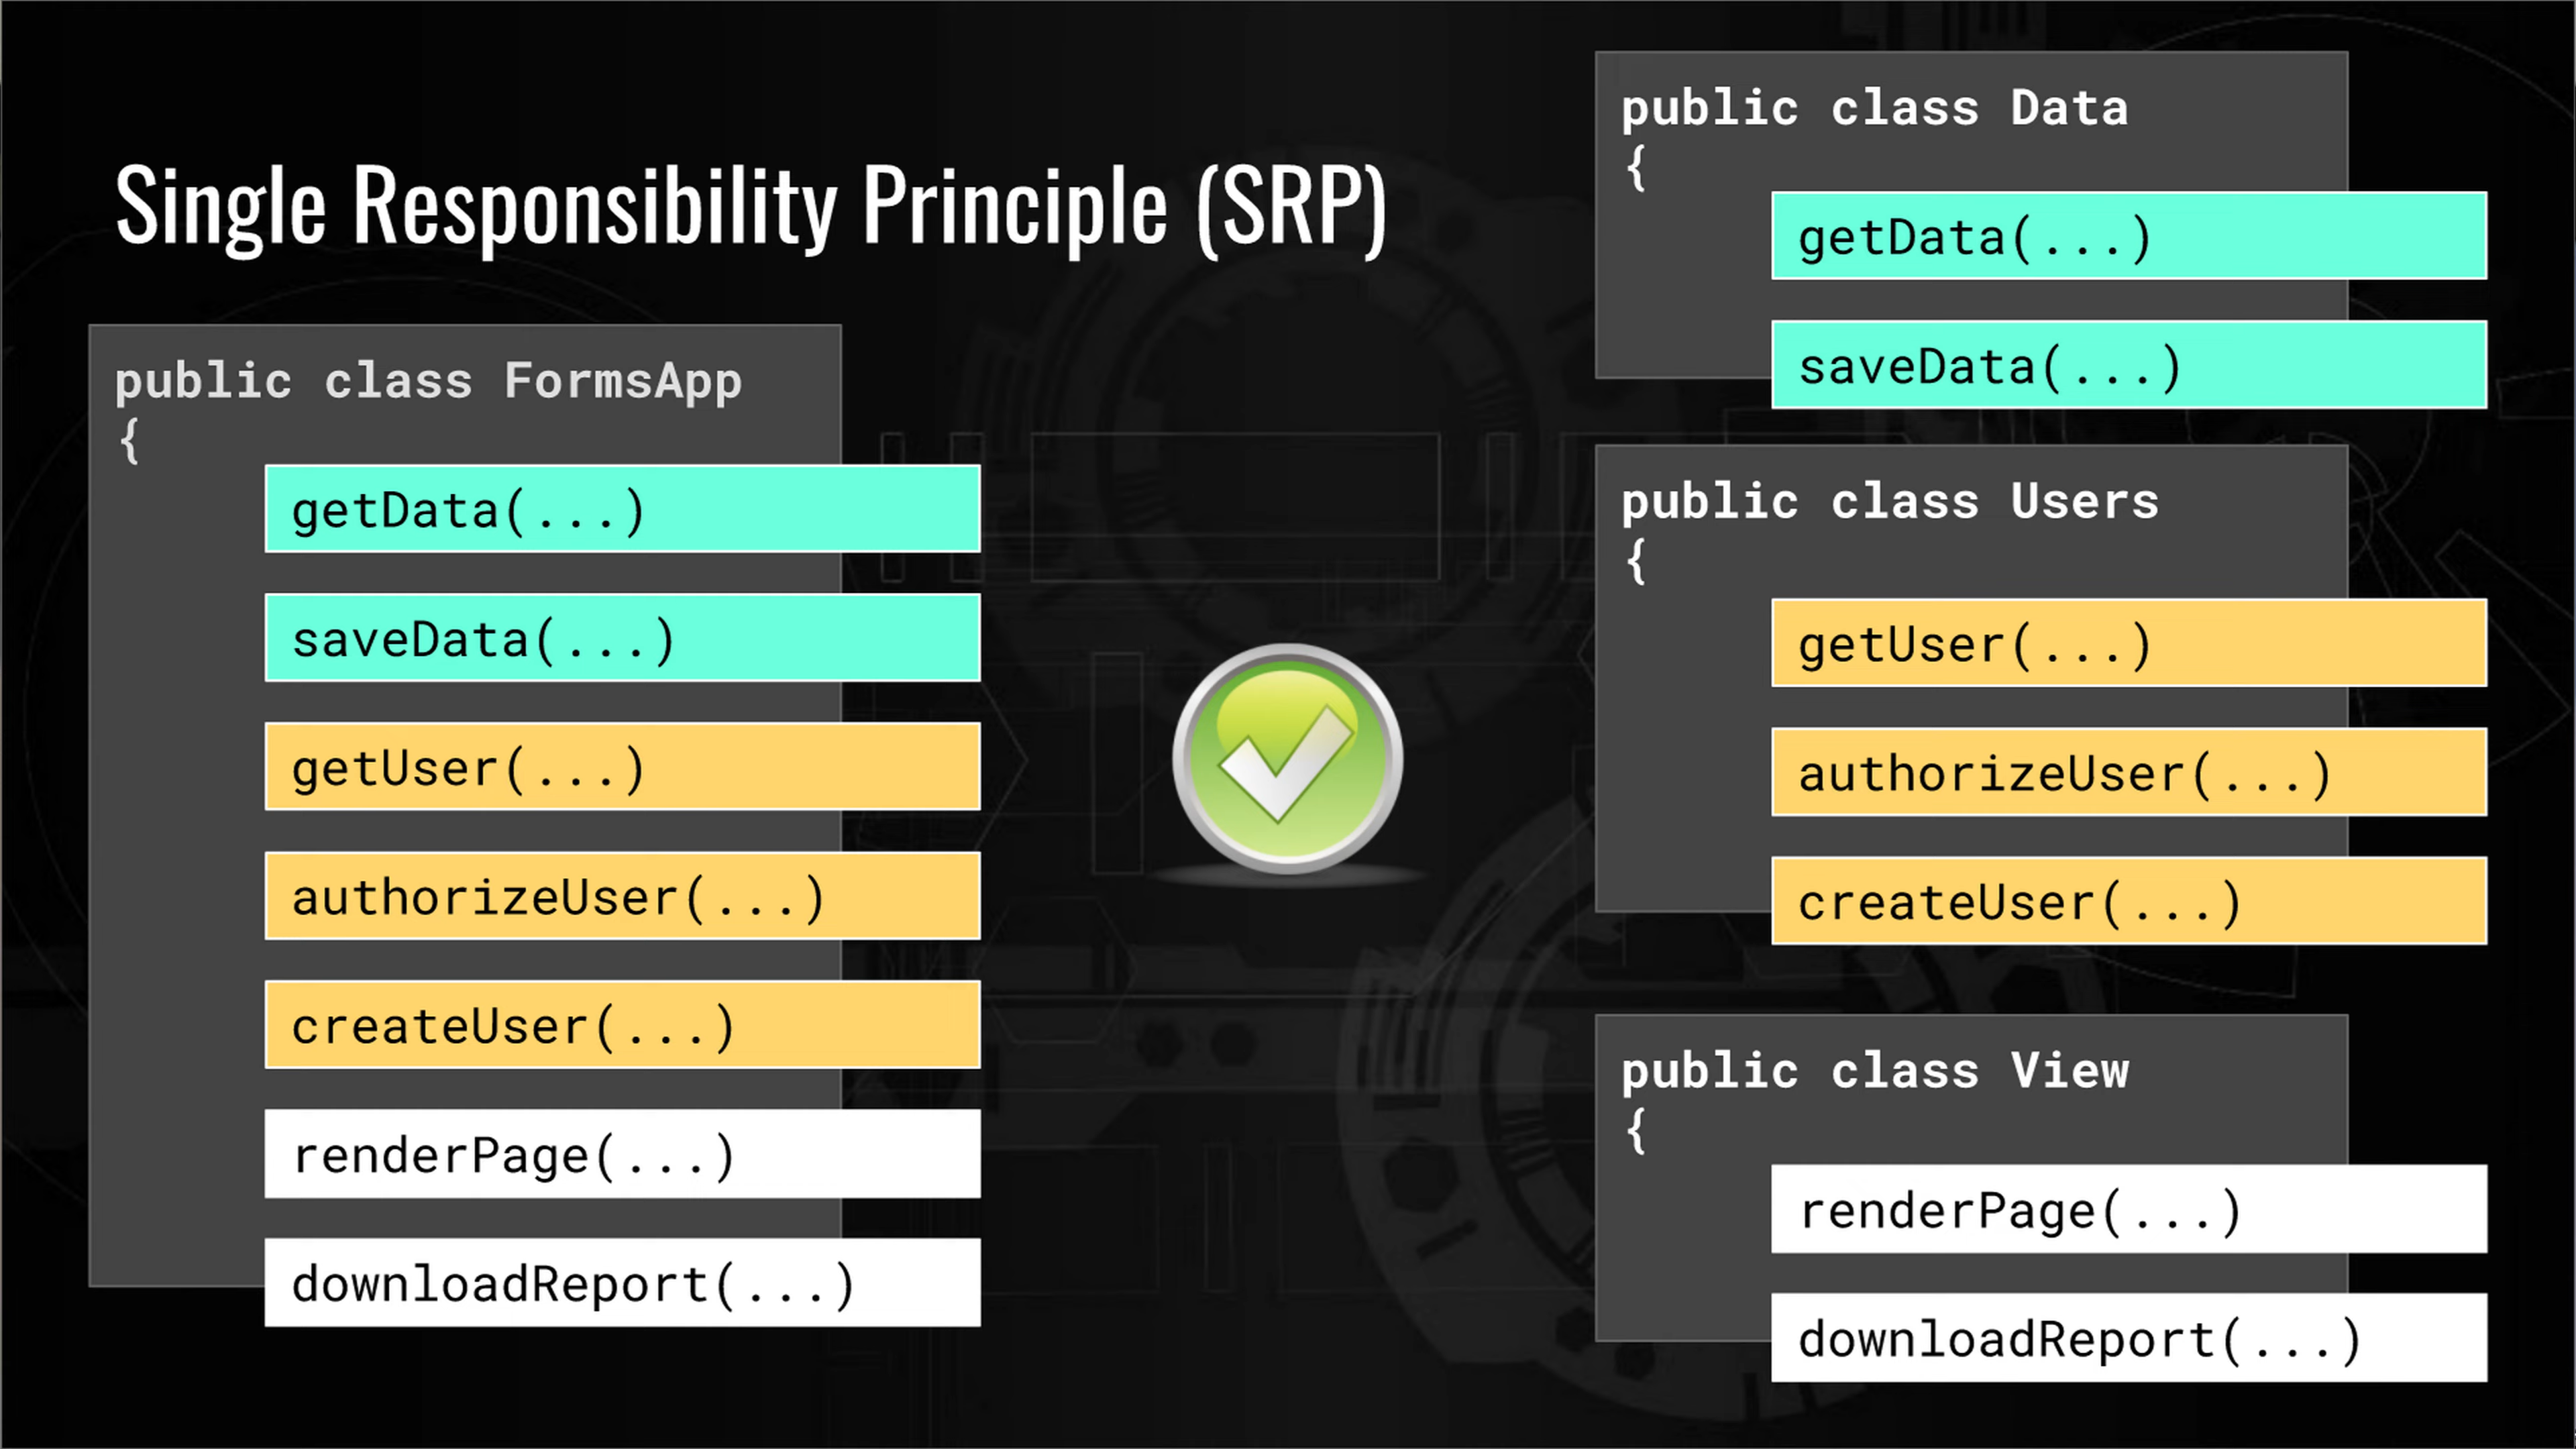 Single Responsibility Principle (SRP)
public class FormsApp
{
getData(...)
saveData(...)
getUser(...)
authorizeUser(...)
createUser(...)
renderPage(...)
downloadReport(...)
public class Data
{
getData(...)
saveData(...)
public class Users
{
getUser(...)
authorizeUser(...)
createUser(...)
public class View
{
renderPage(...)
downloadReport(...)